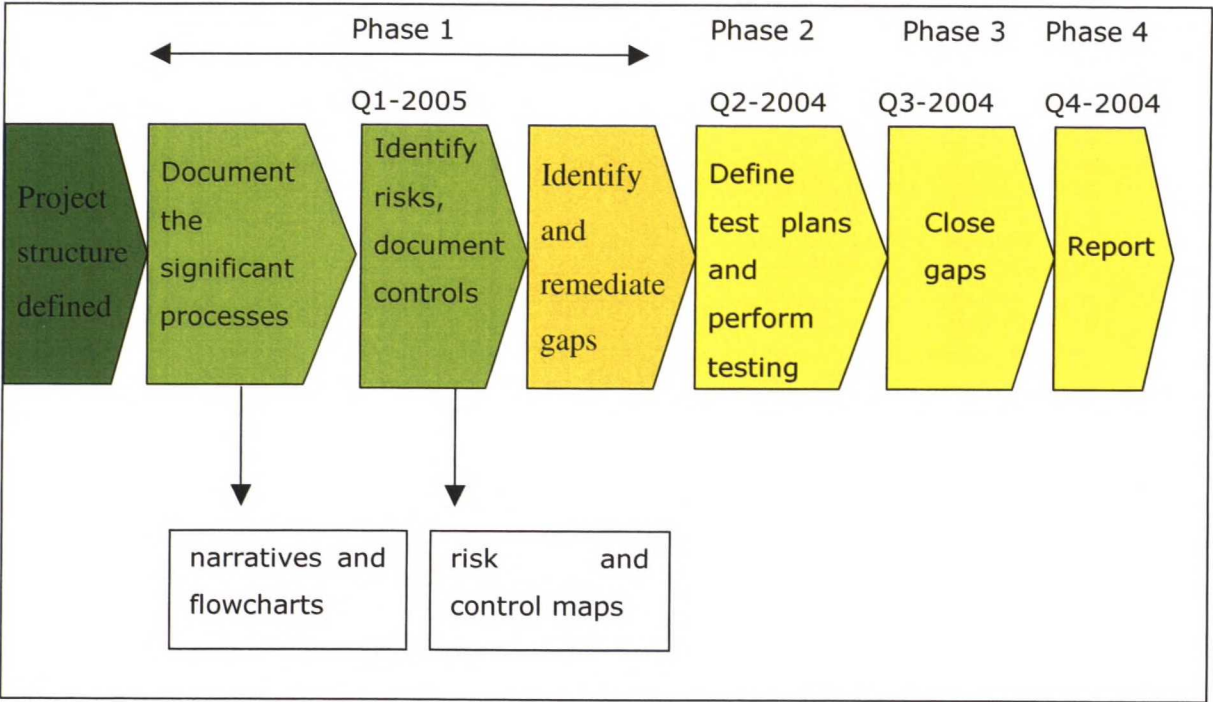 Phase 1
Phase 2
Phase 3
Phase 4
Q1-2005
Q2-2004
Q3-2004
Q4-2004
Project
structure
defined
Document
the
significant
processes
Identify
risks,
document
controls
Identify
and
remediate
gaps
Define
test plans
and
perform
testing
Close
gaps
Report
narratives and
flowcharts
risk and
control maps